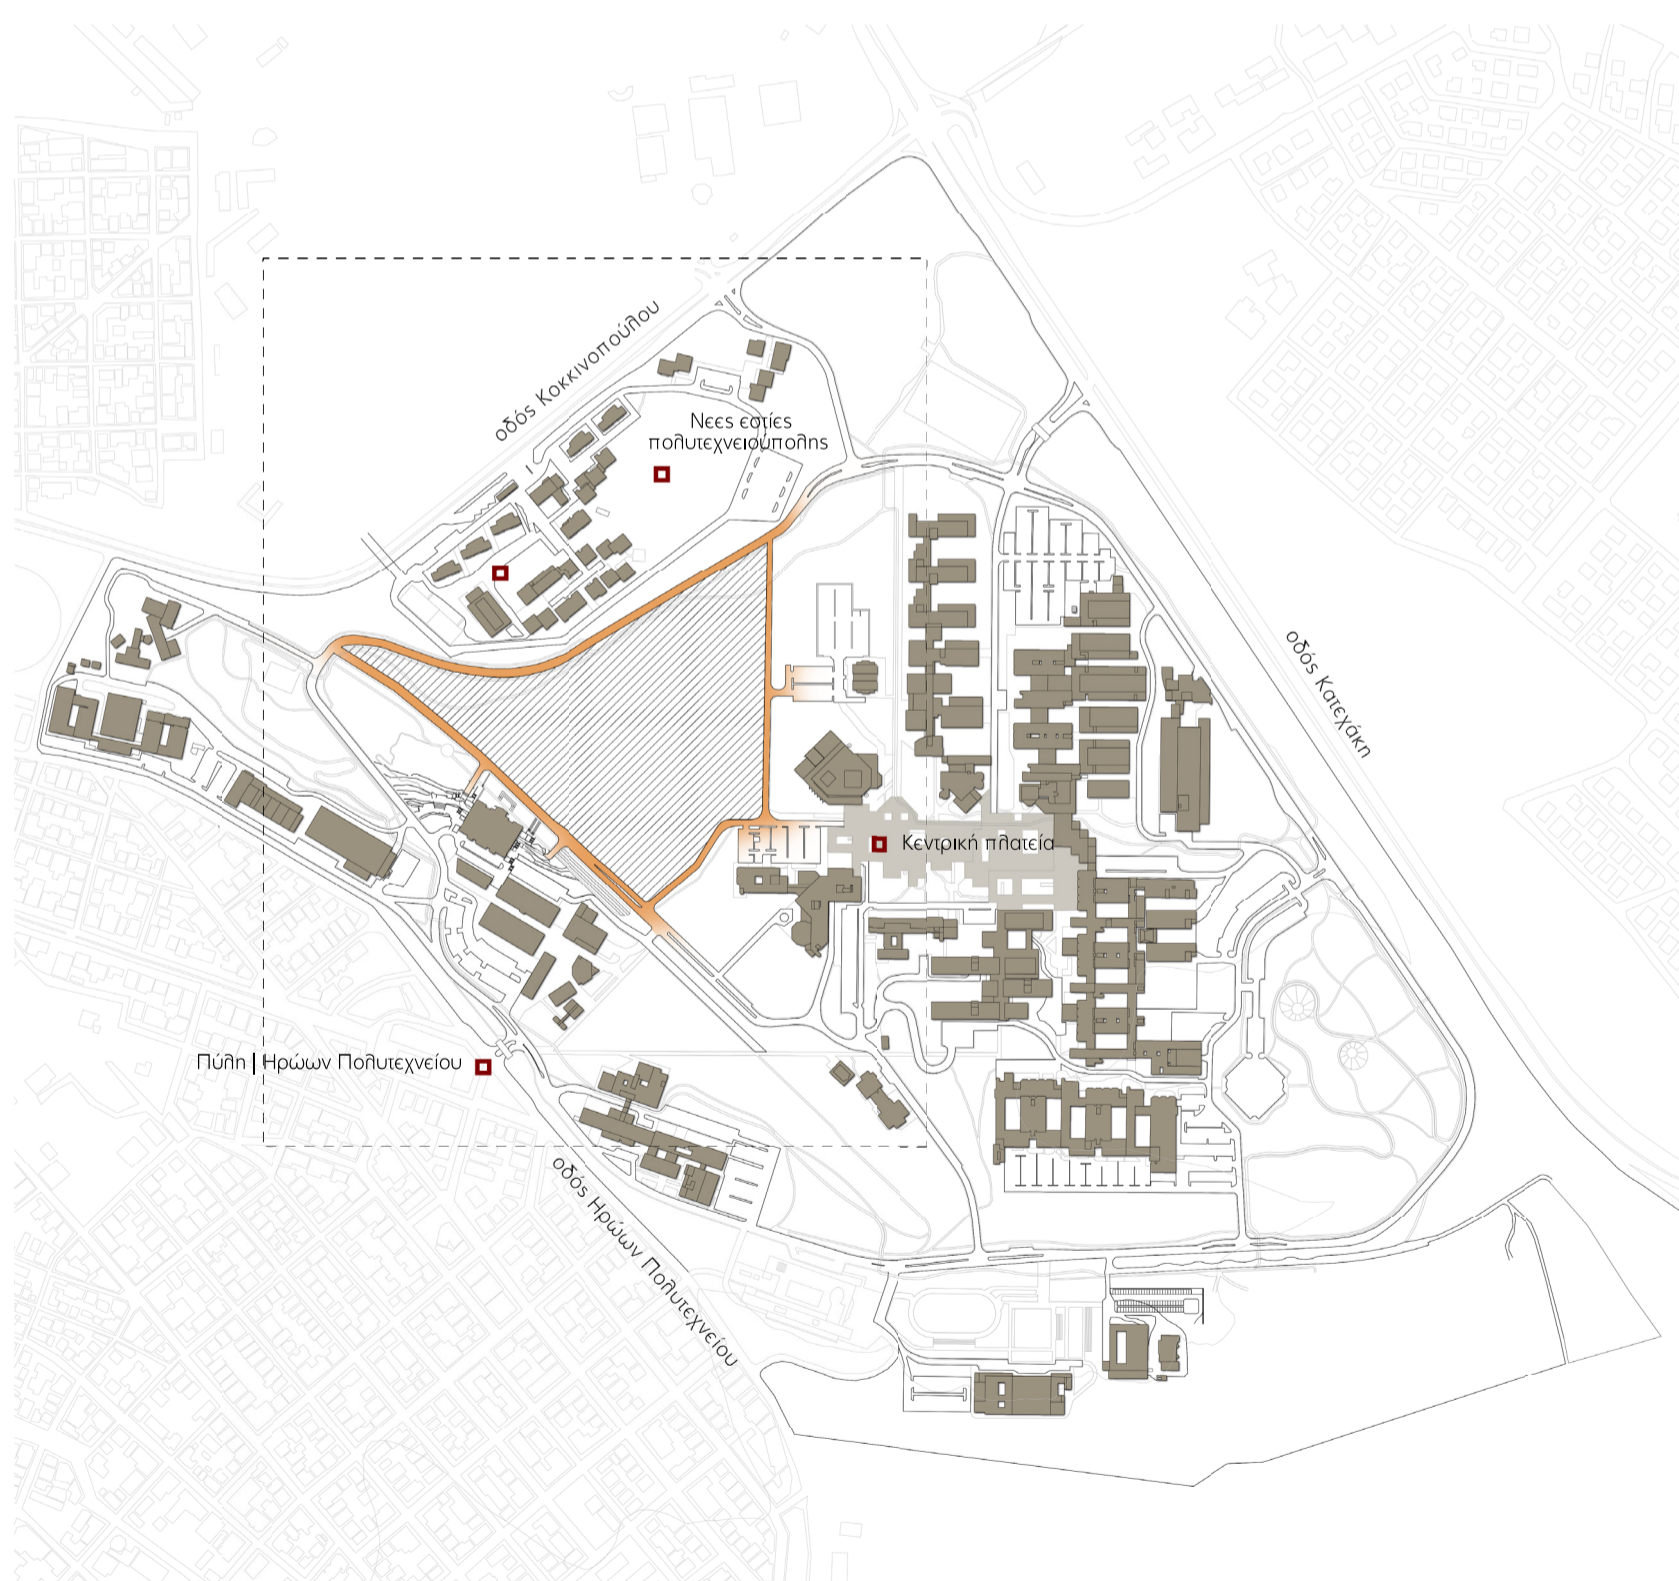 οδός Κοκκινοπούλου
Νεες εστίες
πολυτεχνειούπολης
οδός Κατεχάκη
Κεντρική πλατεία
Πύλη | Ηρώων Πολυτεχνείου
οδός Ηρώων Πολυτεχνείου